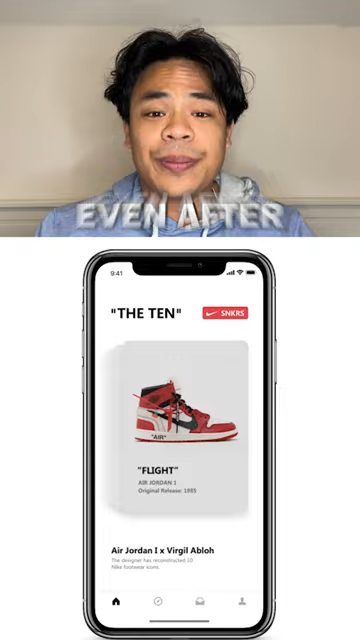 EVEN AFTER
9:41
"THE TEN"
SNKRS
"AIR"
"FLIGHT"
AIR JORDAN 1
Original Release: 1985
Air Jordan I x Virgil Abloh
The designer has reconstructed 10
Nike footwear icons.